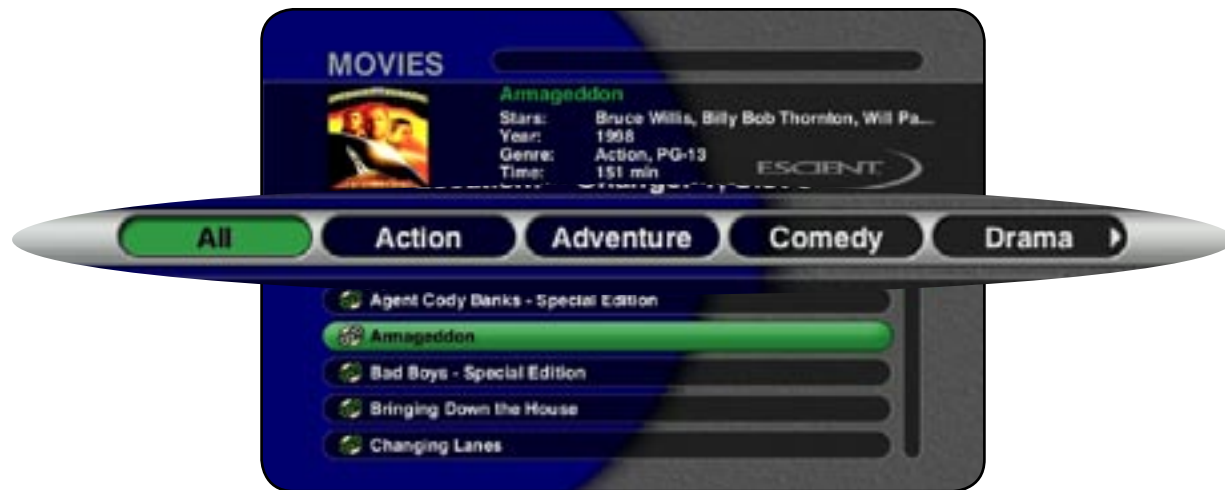 MOVIES
Armageddon
Stars: Bruce Willis, Billy Bob Thornton, Will Pa...
Year: 1998
Genre: Action, PG-13
Time: 151 min
ESCIENT
All Action Adventure Comedy Drama
Agent Cody Banks - Special Edition
Armageddon
Bad Boys - Special Edition
Bringing Down the House
Changing Lanes